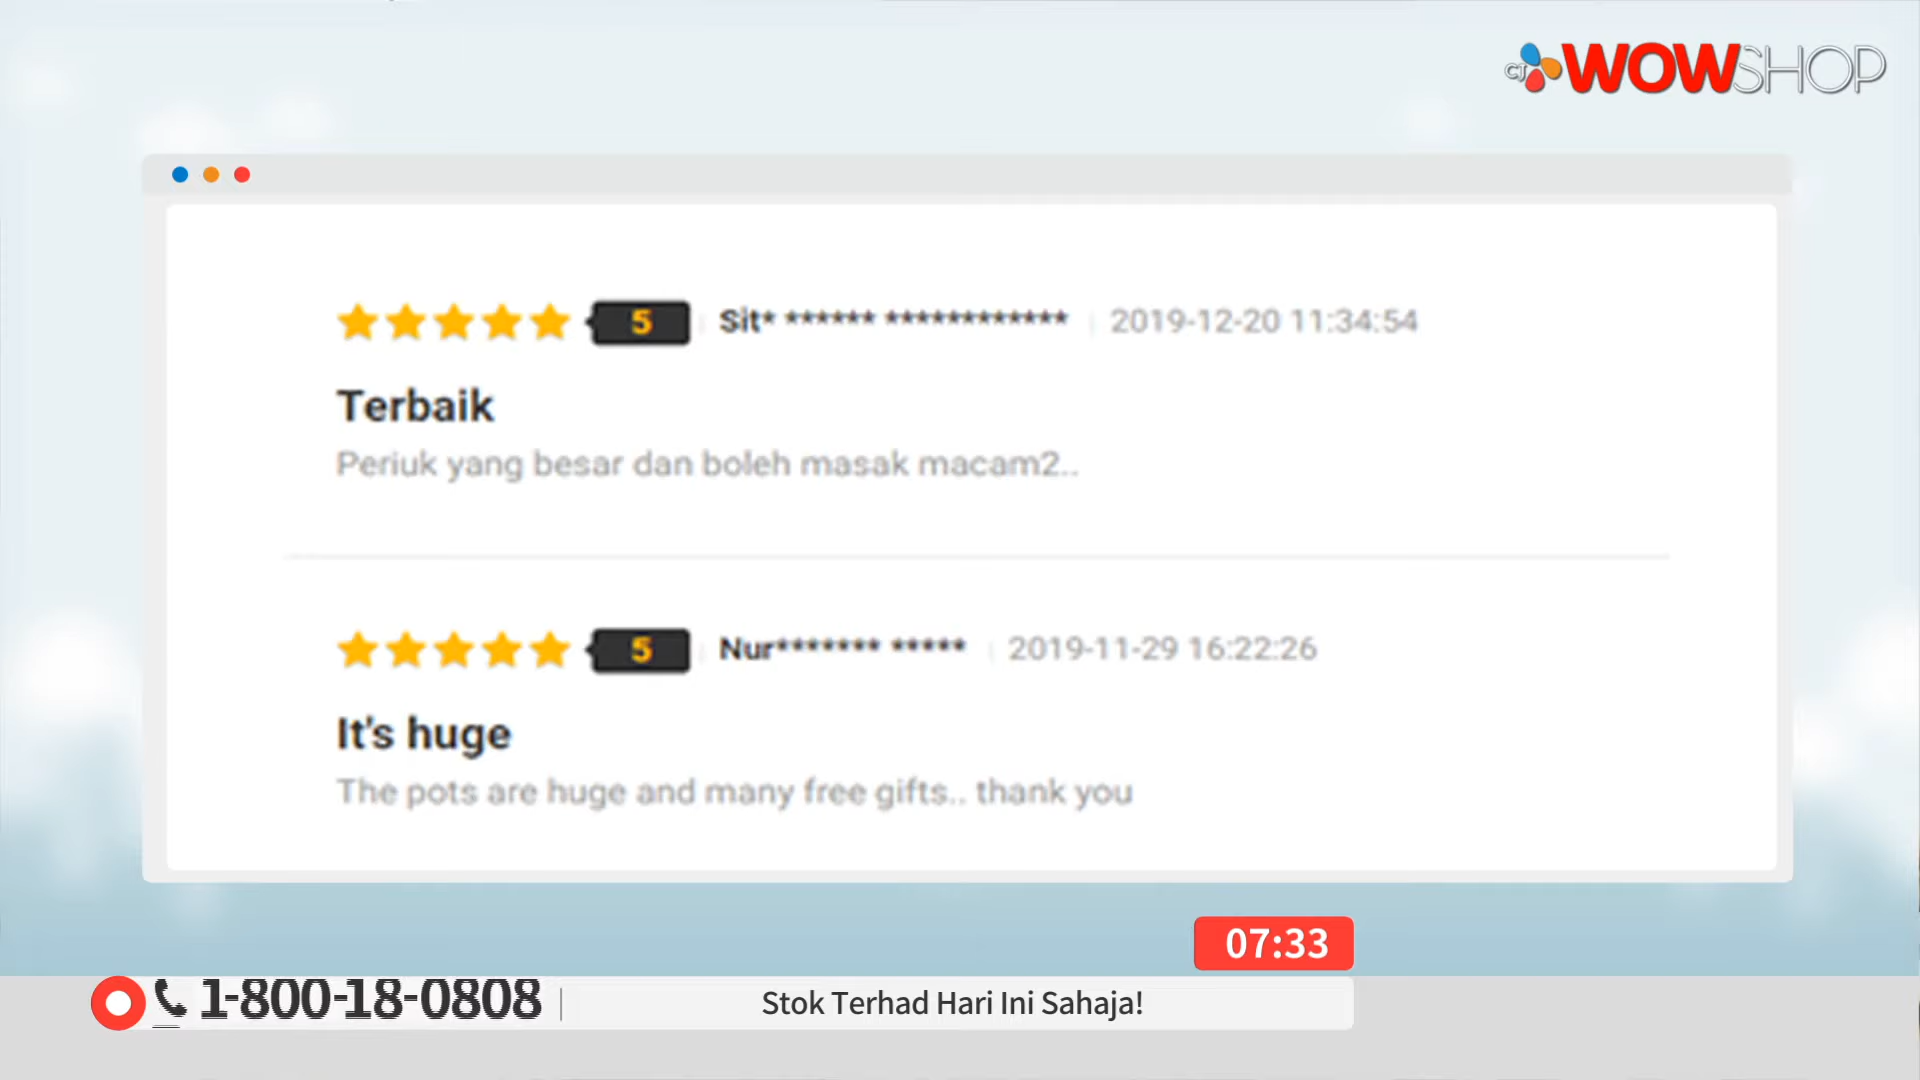 CJ WOWSHOP
5 Sit* ****** ************ 2019-12-20 11:34:54
Terbaik
Periuk yang besar dan boleh masak macam2..
5 Nur******* ***** 2019-11-29 16:22:26
It's huge
The pots are huge and many free gifts.. thank you
07:33
1-800-18-0808 | Stok Terhad Hari Ini Sahaja!